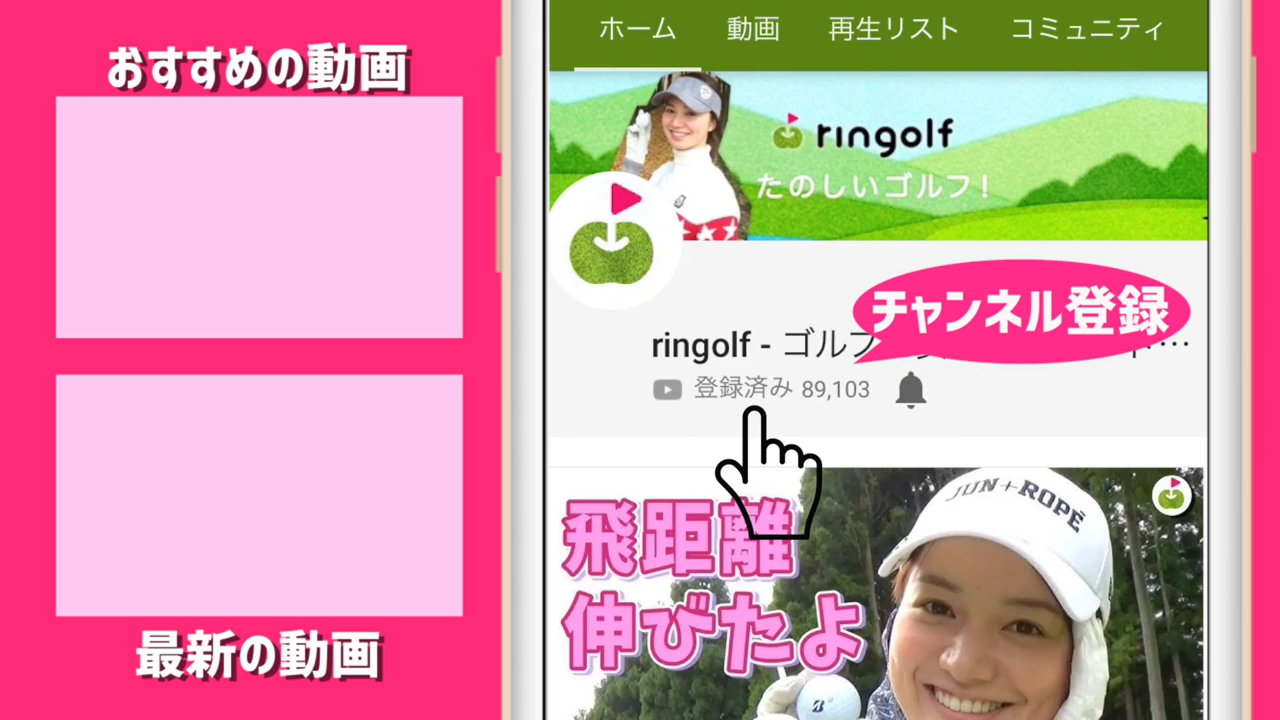 おすすめの動画
最新の動画
ホーム 動画 再生リスト コミュニティ
ringolf
たのしいゴルフ!
チャンネル登録
ringolf - ゴルフ
登録済み 89,103
JUN+ROPÉ
飛距離
伸びたよ
B